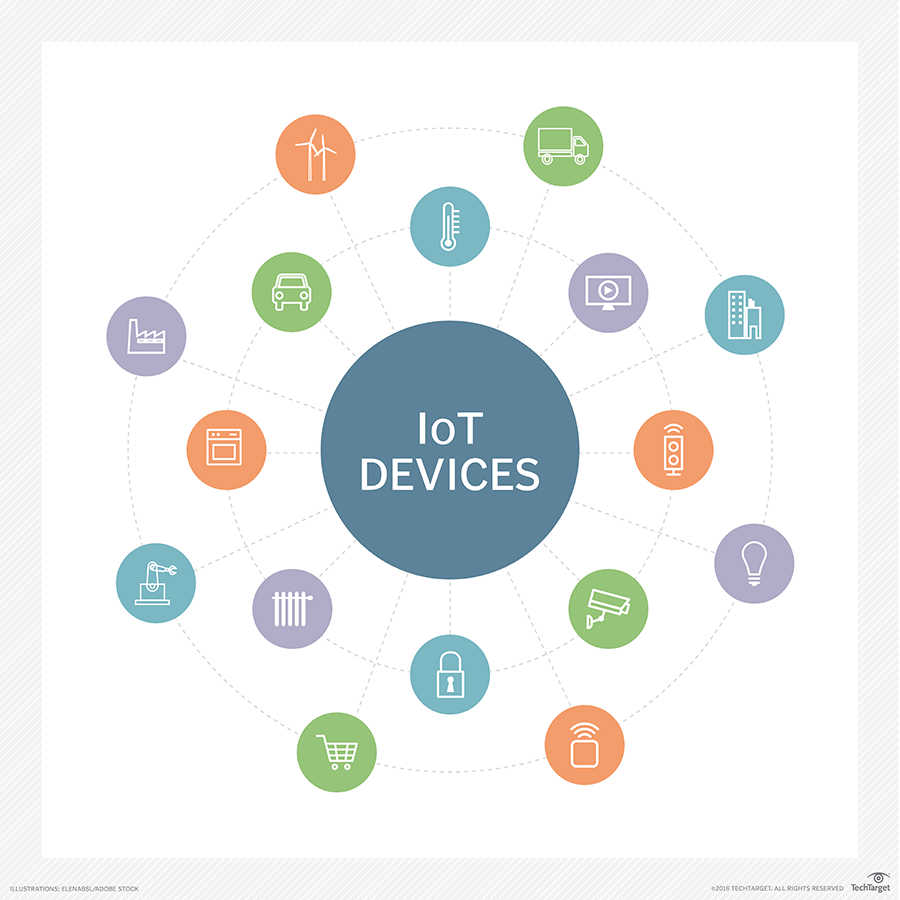 IoT
DEVICES
ILLUSTRATIONS: ELENABSL/ADOBE STOCK
©2018 TECHTARGET. ALL RIGHTS RESERVED
TechTarget